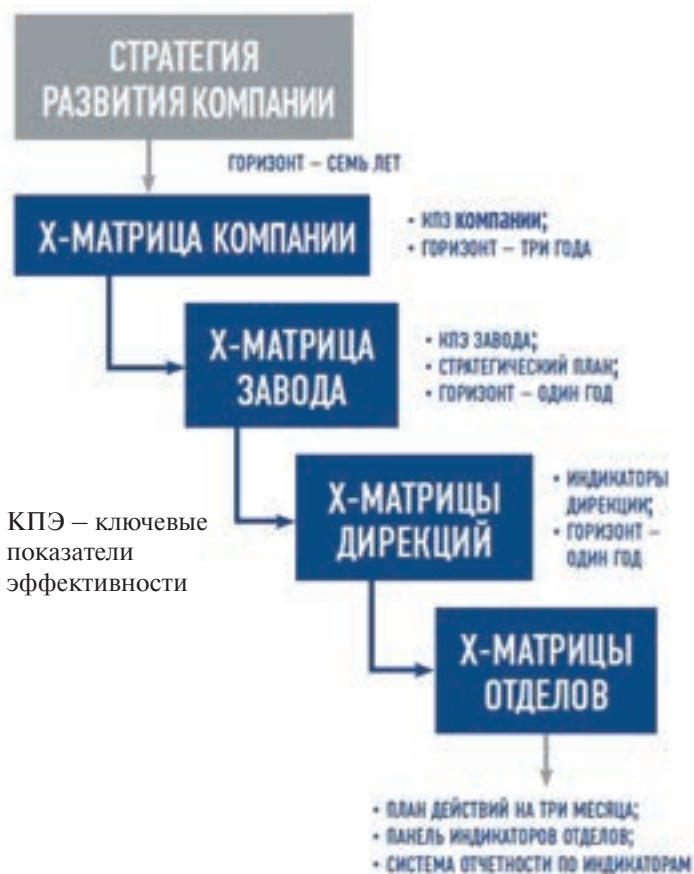 СТРАТЕГИЯ
РАЗВИТИЯ КОМПАНИИ
ГОРИЗОНТ – СЕМЬ ЛЕТ
Х-МАТРИЦА КОМПАНИИ
• КПЭ КОМПАНИИ;
• ГОРИЗОНТ – ТРИ ГОДА
Х-МАТРИЦА
ЗАВОДА
• КПЭ ЗАВОДА;
• СТРАТЕГИЧЕСКИЙ ПЛАН;
• ГОРИЗОНТ – ОДИН ГОД
Х-МАТРИЦЫ
ДИРЕКЦИЙ
• ИНДИКАТОРЫ
ДИРЕКЦИИ;
• ГОРИЗОНТ –
ОДИН ГОД
КПЭ – ключевые
показатели
эффективности
Х-МАТРИЦЫ
ОТДЕЛОВ
• ПЛАН ДЕЙСТВИЙ НА ТРИ МЕСЯЦА;
• ПАНЕЛЬ ИНДИКАТОРОВ ОТДЕЛОВ;
• СИСТЕМА ОТЧЕТНОСТИ ПО ИНДИКАТОРАМ